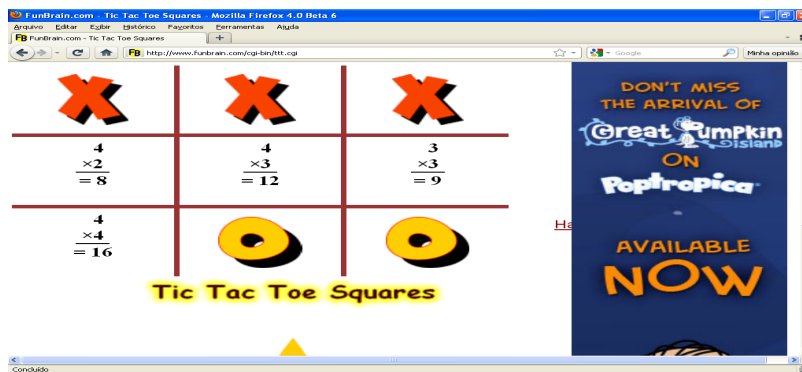 FunBrain.com - Tic Tac Toe Squares - Mozilla Firefox 4.0 Beta 6
Arquivo Editar Exibir Histórico Favoritos Ferramentas Ajuda
FB FunBrain.com - Tic Tac Toe Squares +
FB http://www.funbrain.com/cgi-bin/ttt.cgi Google Minha opinião
X X X
4 4 3
×2 ×3 ×3
= 8 = 12 = 9
4
×4
= 16
O O
Tic Tac Toe Squares
Ha
DON'T MISS
THE ARRIVAL OF
Great Pumpkin
Island
ON
Poptropica
AVAILABLE
NOW
Concluído